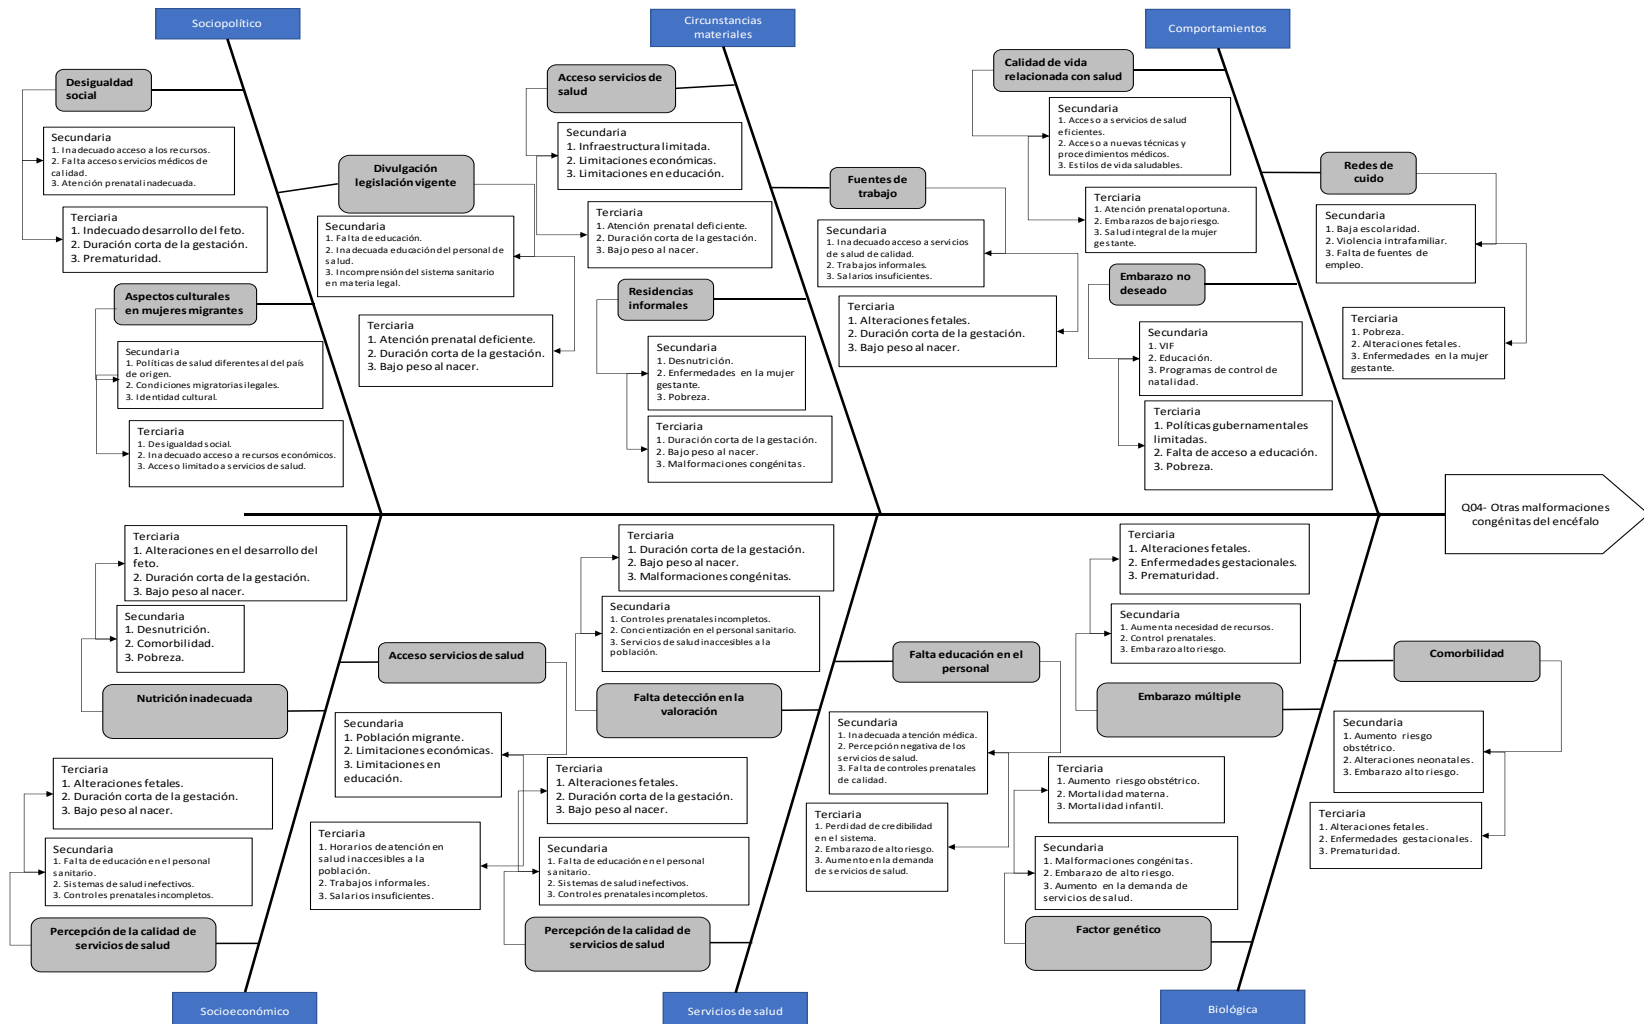 Sociopolítico
Circunstancias
materiales
Comportamientos
Desigualdad
social
Secundaria
1. Inadecuado acceso a los recursos.
2. Falta acceso servicios médicos de
calidad.
3. Atención prenatal inadecuada.
Terciaria
1. Indecuado desarrollo del feto.
2. Duración corta de la gestación.
3. Prematuridad.
Divulgación
legislación vigente
Secundaria
1. Falta de educación.
2. Inadecuada educación del personal de
salud.
3. Incomprensión del sistema sanitario
en materia legal.
Terciaria
1. Atención prenatal deficiente.
2. Duración corta de la gestación.
3. Bajo peso al nacer.
Aspectos culturales
en mujeres migrantes
Secundaria
1. Políticas de salud diferentes al del país
de origen.
2. Condiciones migratorias ilegales.
3. Identidad cultural.
Terciaria
1. Desigualdad social.
2. Inadecuado acceso a recursos económicos.
3. Acceso limitado a servicios de salud.
Acceso servicios de
salud
Secundaria
1. Infraestructura limitada.
2. Limitaciones económicas.
3. Limitaciones en educación.
Terciaria
1. Atención prenatal deficiente.
2. Duración corta de la gestación.
3. Bajo peso al nacer.
Fuentes de
trabajo
Secundaria
1. Inadecuado acceso a servicios
de salud de calidad.
2. Trabajos informales.
3. Salarios insuficientes.
Terciaria
1. Alteraciones fetales.
2. Duración corta de la gestación.
3. Bajo peso al nacer.
Residencias
informales
Secundaria
1. Desnutrición.
2. Enfermedades en la mujer
gestante.
3. Pobreza.
Terciaria
1. Duración corta de la gestación.
2. Bajo peso al nacer.
3. Malformaciones congénitas.
Calidad de vida
relacionada con salud
Secundaria
1. Acceso a servicios de salud
eficientes.
2. Acceso a nuevas técnicas y
procedimientos médicos.
3. Estilos de vida saludables.
Terciaria
1. Atención prenatal oportuna.
2. Embarazos de bajo riesgo.
3. Salud integral de la mujer
gestante.
Redes de
cuido
Secundaria
1. Baja escolaridad.
2. Violencia intrafamiliar.
3. Falta de fuentes de
empleo.
Terciaria
1. Pobreza.
2. Alteraciones fetales.
3. Enfermedades en la mujer
gestante.
Embarazo no
deseado
Secundaria
1. VIF
2. Educación.
3. Programas de control de
natalidad.
Terciaria
1. Políticas gubernamentales
limitadas.
2. Falta de acceso a educación.
3. Pobreza.
Q04- Otras malformaciones
congénitas del encéfalo
Terciaria
1. Alteraciones en el desarrollo del
feto.
2. Duración corta de la gestación.
3. Bajo peso al nacer.
Secundaria
1. Desnutrición.
2. Comorbilidad.
3. Pobreza.
Nutrición inadecuada
Acceso servicios de salud
Secundaria
1. Población migrante.
2. Limitaciones económicas.
3. Limitaciones en
educación.
Terciaria
1. Horarios de atención en
salud inaccesibles a la
población.
2. Trabajos informales.
3. Salarios insuficientes.
Terciaria
1. Alteraciones fetales.
2. Duración corta de la gestación.
3. Bajo peso al nacer.
Secundaria
1. Falta de educación en el personal
sanitario.
2. Sistemas de salud inefectivos.
3. Controles prenatales incompletos.
Percepción de la calidad de
servicios de salud
Terciaria
1. Duración corta de la gestación.
2. Bajo peso al nacer.
3. Malformaciones congénitas.
Secundaria
1. Controles prenatales incompletos.
2. Concientización en el personal sanitario.
3. Servicios de salud inaccesibles a la
población.
Falta detección en la
valoración
Falta educación en el
personal
Secundaria
1. Inadecuada atención médica.
2. Percepción negativa de los
servicios de salud.
3. Falta de controles prenatales
de calidad.
Terciaria
1. Perdidad de credibilidad
en el sistema.
2. Embarazo de alto riesgo.
3. Aumento en la demanda
de servicios de salud.
Terciaria
1. Alteraciones fetales.
2. Duración corta de la gestación.
3. Bajo peso al nacer.
Secundaria
1. Falta de educación en el personal
sanitario.
2. Sistemas de salud inefectivos.
3. Controles prenatales incompletos.
Percepción de la calidad de
servicios de salud
Terciaria
1. Alteraciones fetales.
2. Enfermedades gestacionales.
3. Prematuridad.
Secundaria
1. Aumenta necesidad de recursos.
2. Control prenatales.
3. Embarazo alto riesgo.
Embarazo múltiple
Comorbilidad
Secundaria
1. Aumento riesgo
obstétrico.
2. Alteraciones neonatales.
3. Embarazo alto riesgo.
Terciaria
1. Alteraciones fetales.
2. Enfermedades gestacionales.
3. Prematuridad.
Terciaria
1. Aumento riesgo obstétrico.
2. Mortalidad materna.
3. Mortalidad infantil.
Secundaria
1. Malformaciones congénitas.
2. Embarazo de alto riesgo.
3. Aumento en la demanda de
servicios de salud.
Factor genético
Socioeconómico
Servicios de salud
Biológica